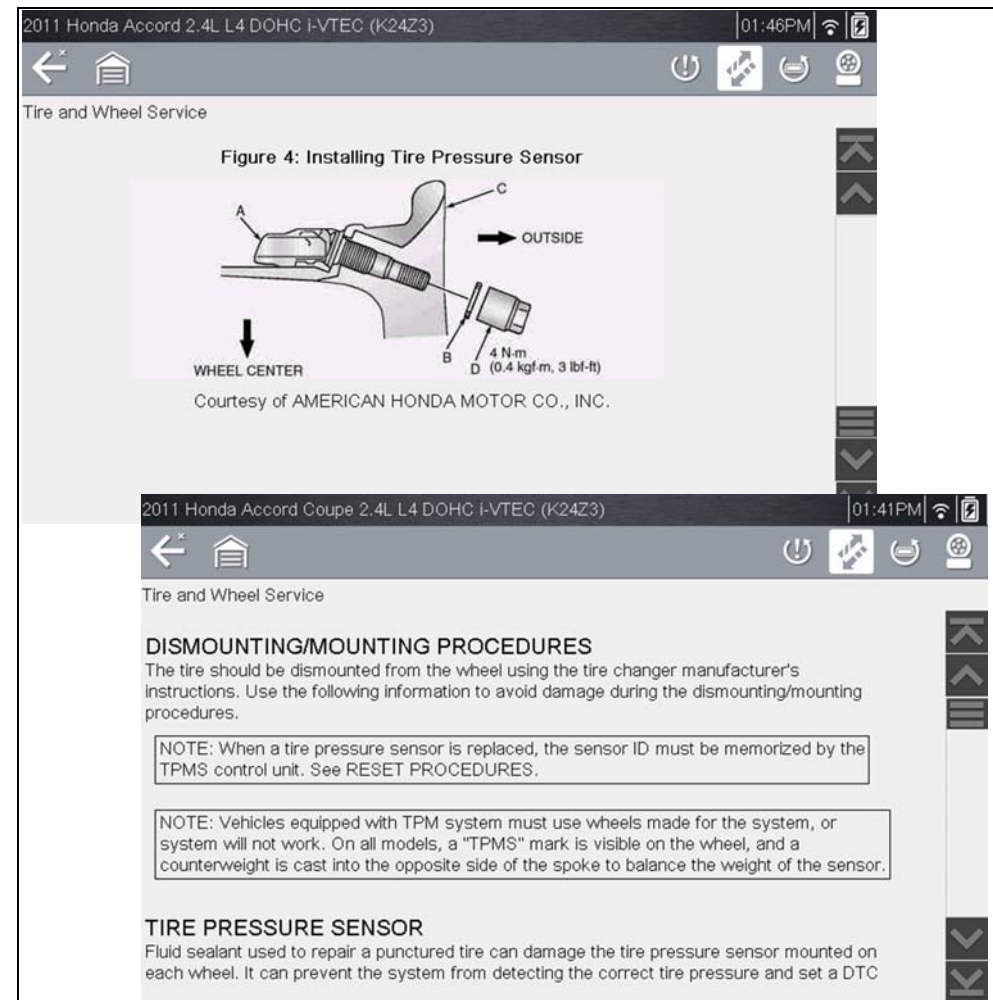 2011 Honda Accord 2.4L L4 DOHC i-VTEC (K24Z3)
01:46PM
Tire and Wheel Service
Figure 4: Installing Tire Pressure Sensor
A
C
OUTSIDE
WHEEL CENTER
B
D
4 N·m
(0.4 kgf·m, 3 lbf-ft)
Courtesy of AMERICAN HONDA MOTOR CO., INC.
2011 Honda Accord Coupe 2.4L L4 DOHC i-VTEC (K24Z3)
01:41PM
Tire and Wheel Service
DISMOUNTING/MOUNTING PROCEDURES
The tire should be dismounted from the wheel using the tire changer manufacturer's
instructions. Use the following information to avoid damage during the dismounting/mounting
procedures.
NOTE: When a tire pressure sensor is replaced, the sensor ID must be memorized by the
TPMS control unit. See RESET PROCEDURES.
NOTE: Vehicles equipped with TPM system must use wheels made for the system, or
system will not work. On all models, a "TPMS" mark is visible on the wheel, and a
counterweight is cast into the opposite side of the spoke to balance the weight of the sensor.
TIRE PRESSURE SENSOR
Fluid sealant used to repair a punctured tire can damage the tire pressure sensor mounted on
each wheel. It can prevent the system from detecting the correct tire pressure and set a DTC